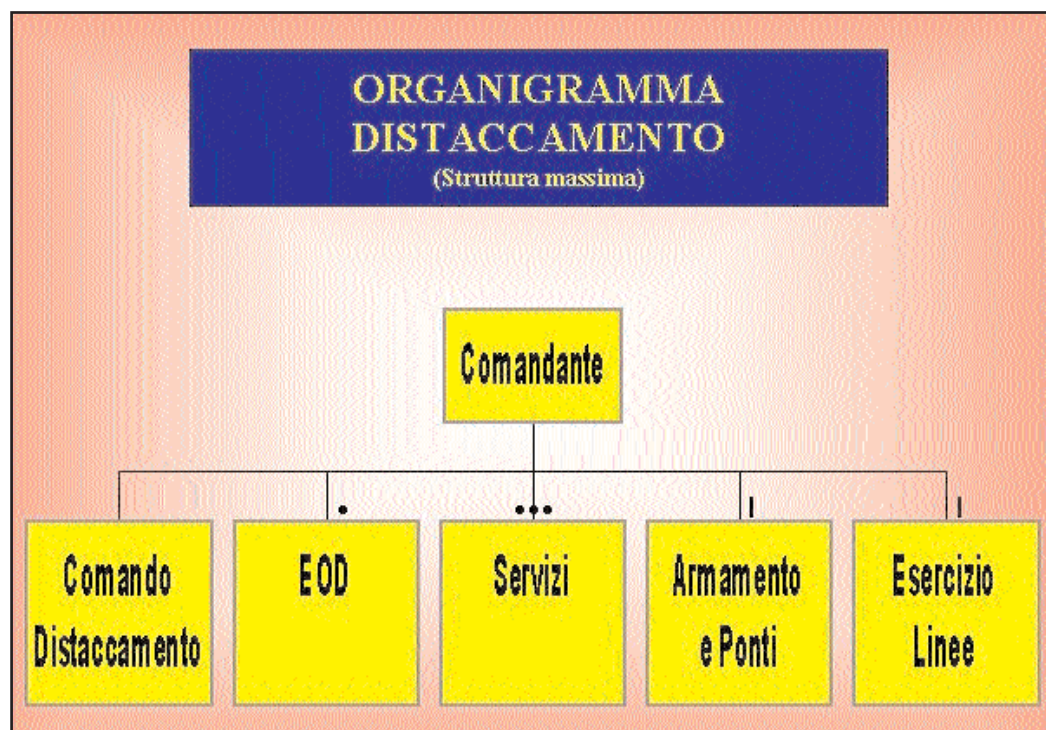 ORGANIGRAMMA
DISTACCAMENTO
(Struttura massima)
Comandante
Comando
Distaccamento
EOD
Servizi
Armamento
e Ponti
Esercizio
Linee